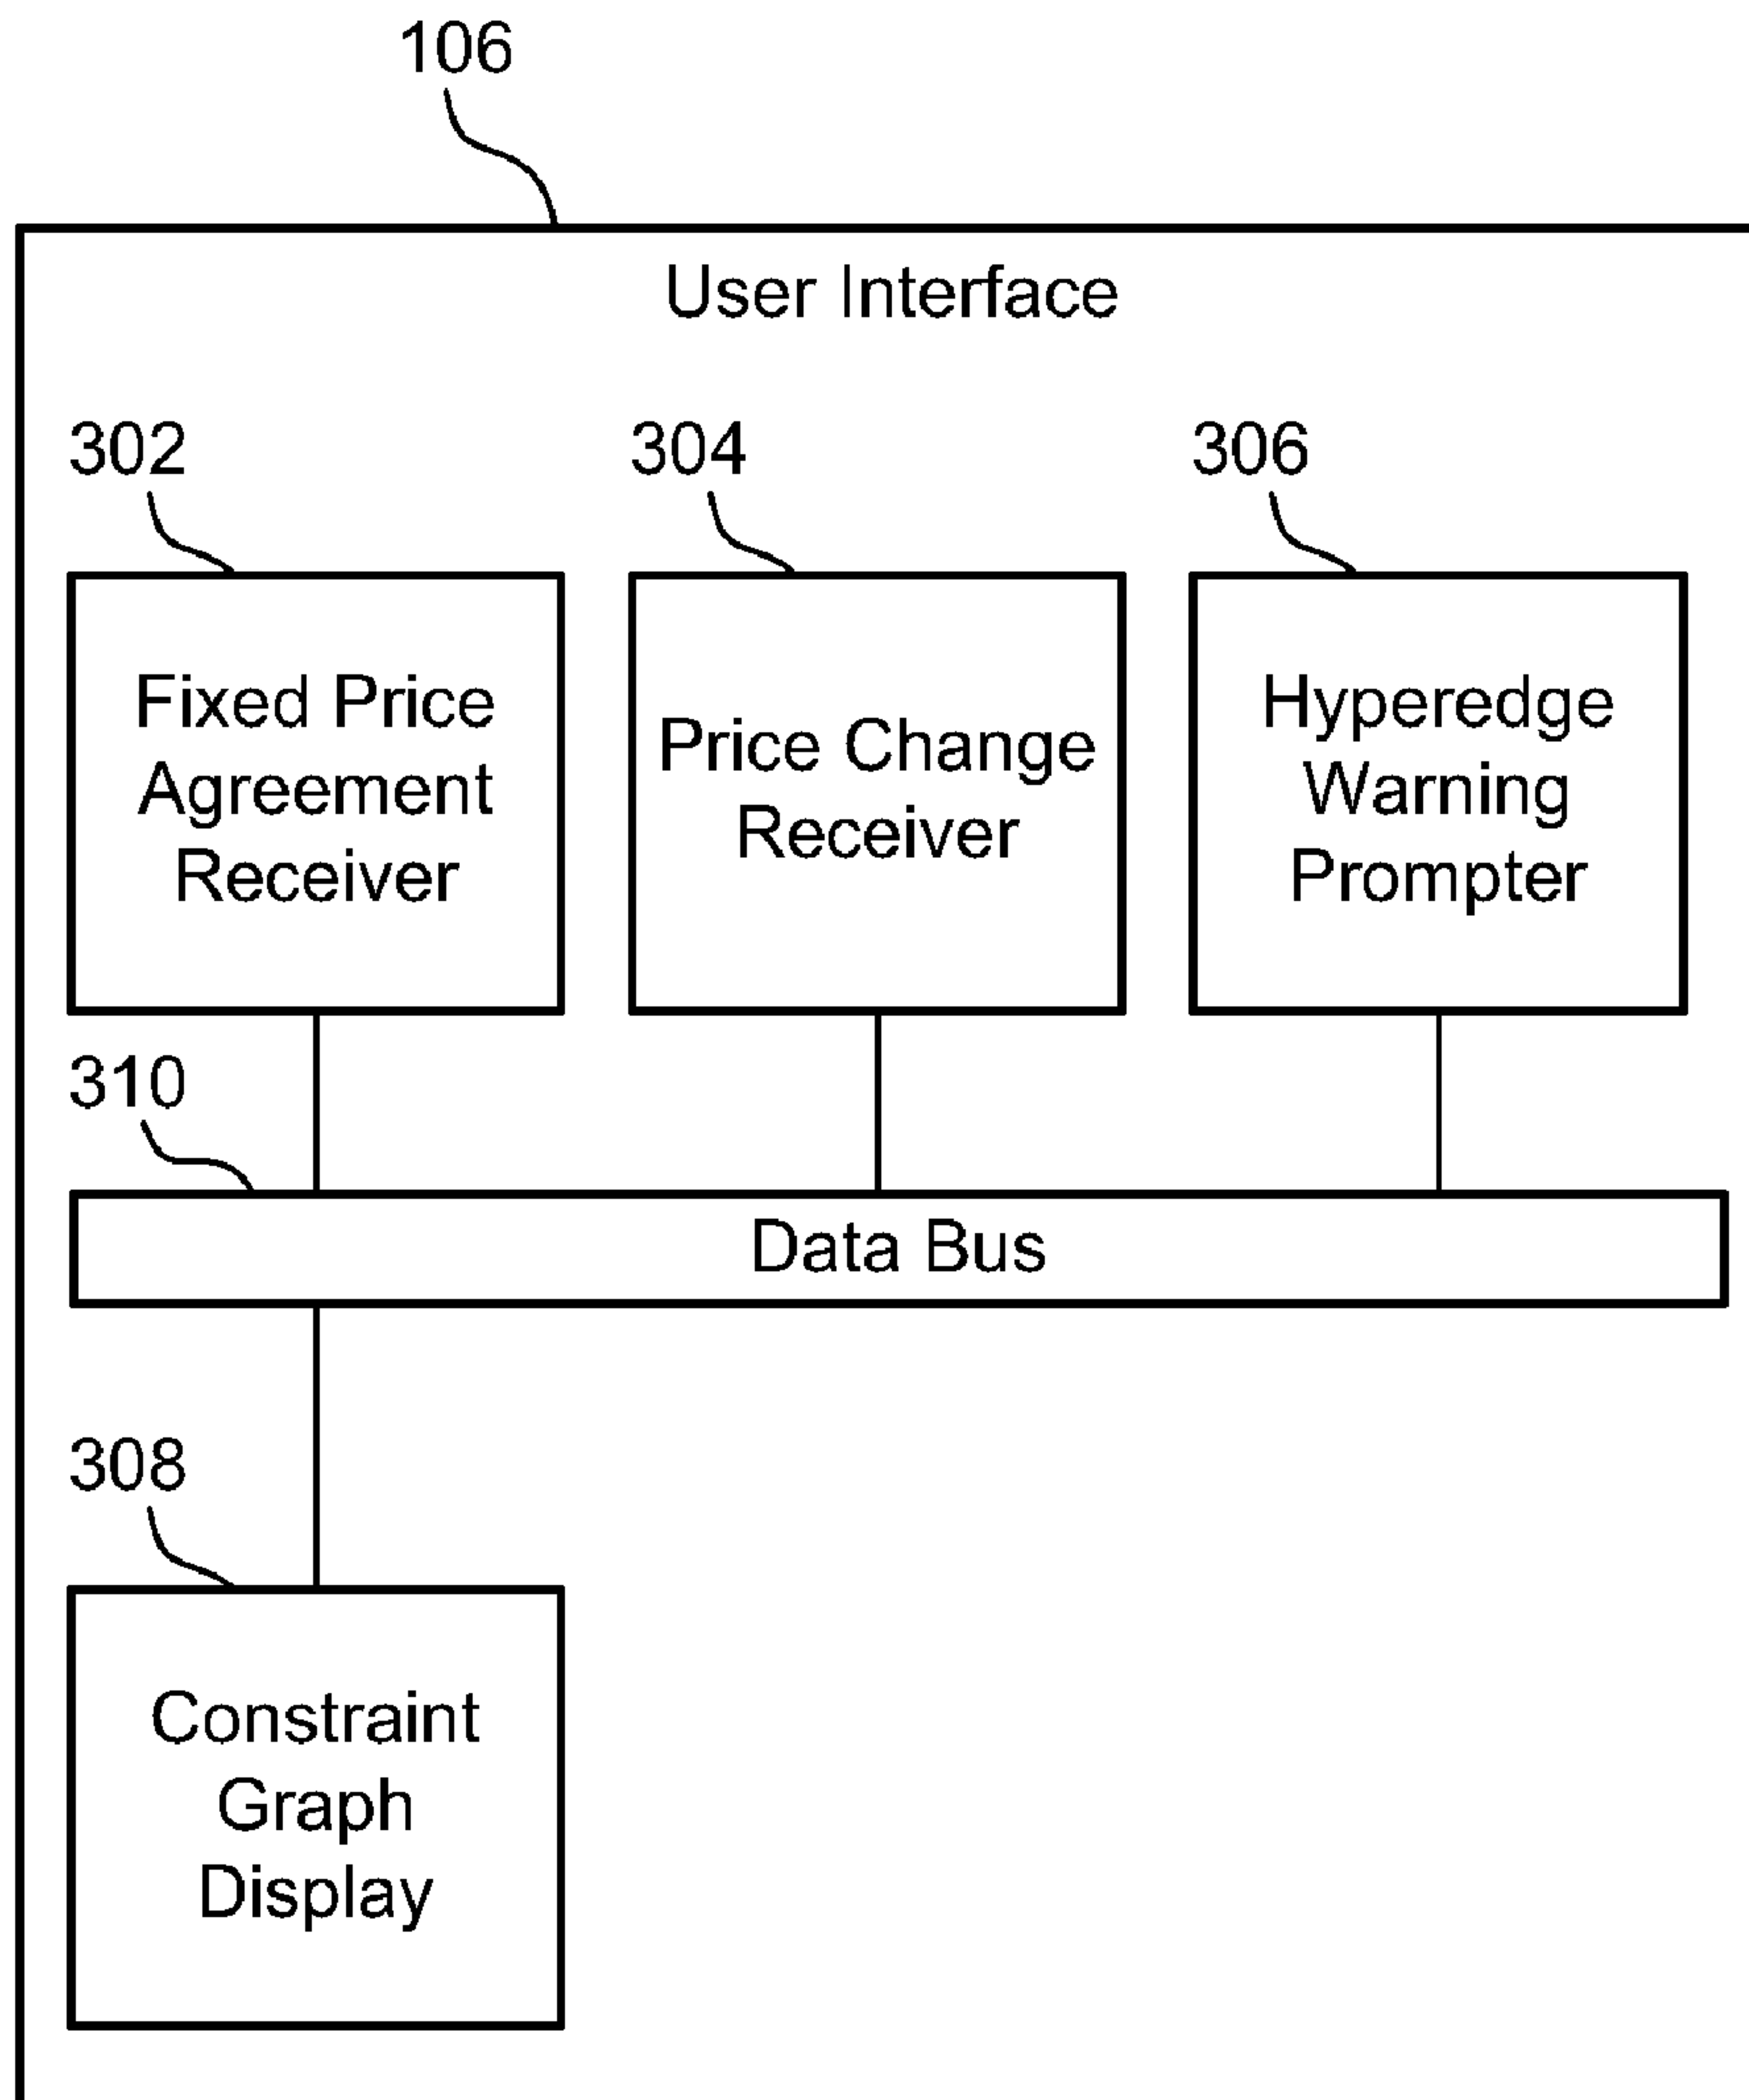 106
User Interface
302
304
306
Fixed Price
Agreement
Receiver
Price Change
Receiver
Hyperedge
Warning
Prompter
310
Data Bus
308
Constraint
Graph
Display